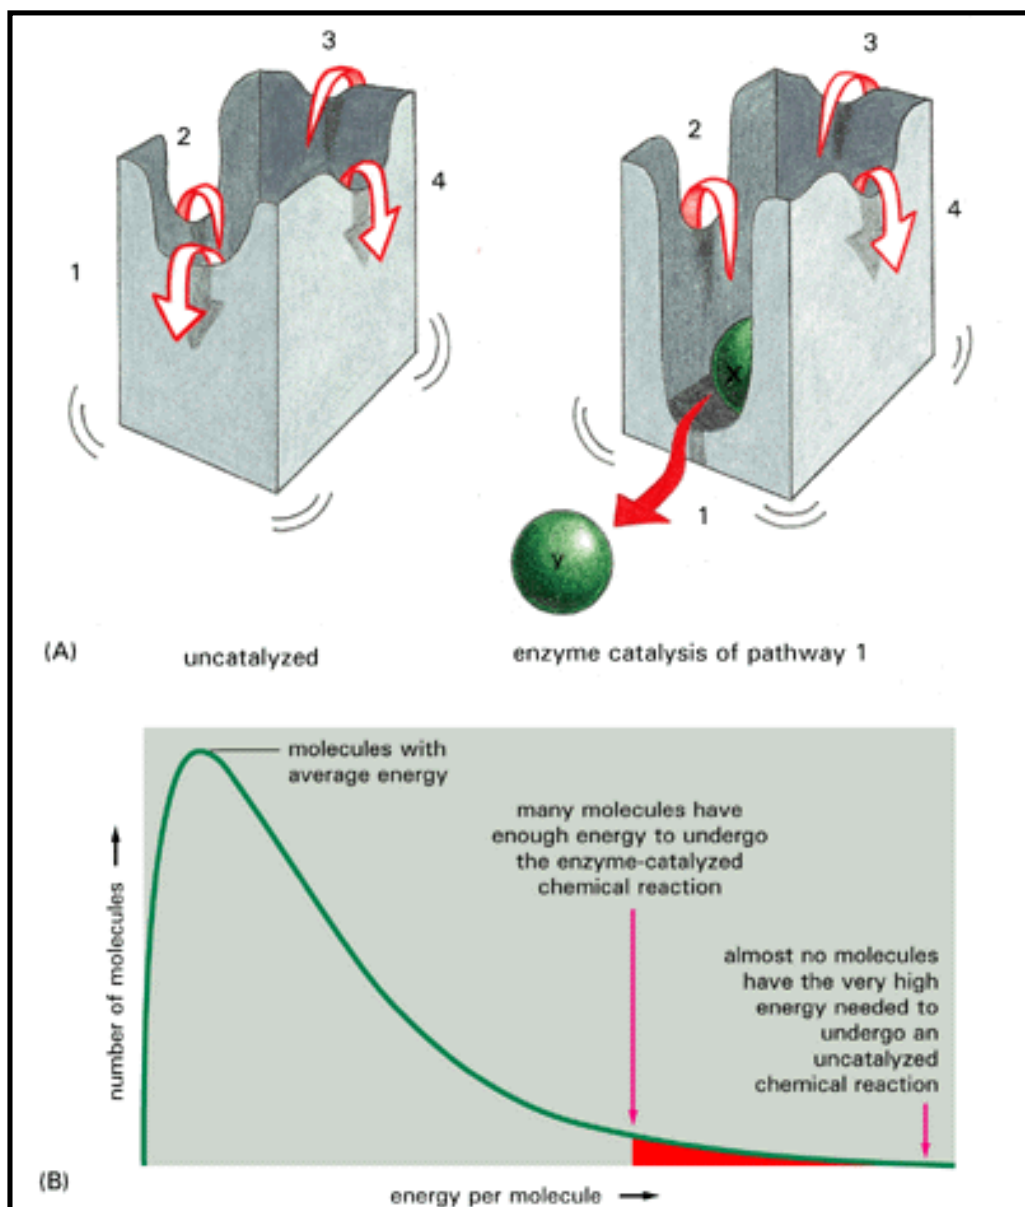 3
2
4
1
3
2
4
X
1
Y
(A)
uncatalyzed
enzyme catalysis of pathway 1
molecules with
average energy
many molecules have
enough energy to undergo
the enzyme-catalyzed
chemical reaction
almost no molecules
have the very high
energy needed to
undergo an
uncatalyzed
chemical reaction
number of molecules
(B)
energy per molecule